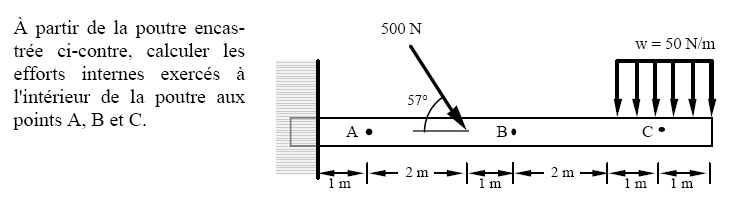 À partir de la poutre encas-
trée ci-contre, calculer les
efforts internes exercés à
l'intérieur de la poutre aux
points A, B et C.
500 N
w = 50 N/m
57°
A
B
C
1 m
2 m
1 m
2 m
1 m
1 m